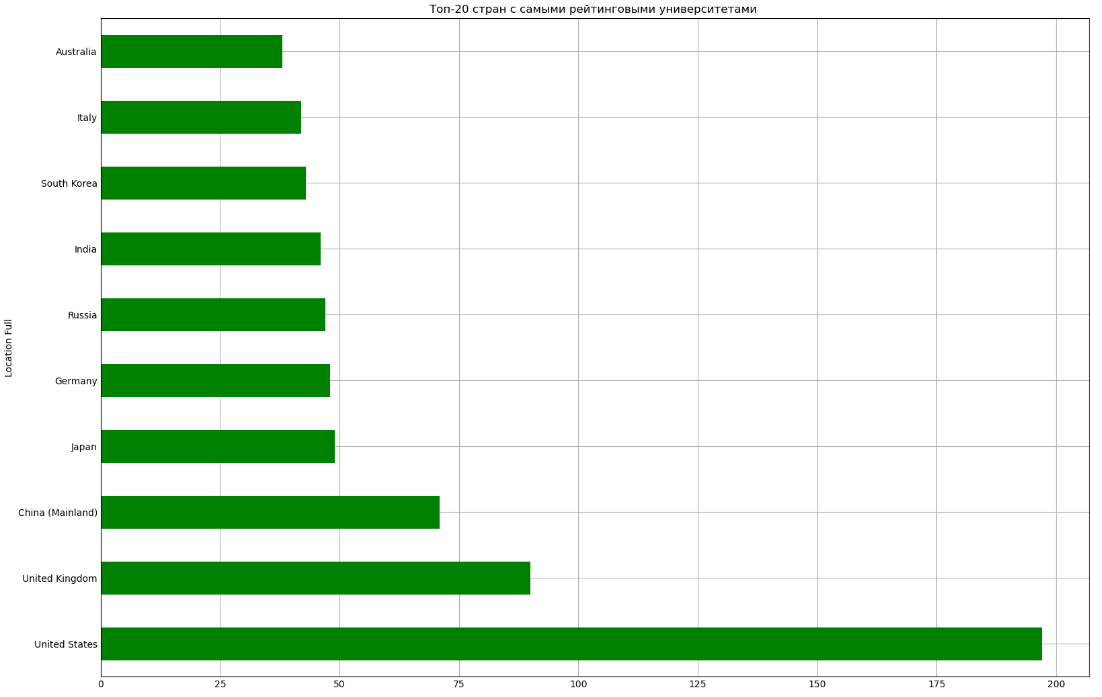 Топ-20 стран с самыми рейтинговыми университетами
Location Full
Australia
Italy
South Korea
India
Russia
Germany
Japan
China (Mainland)
United Kingdom
United States
0 25 50 75 100 125 150 175 200